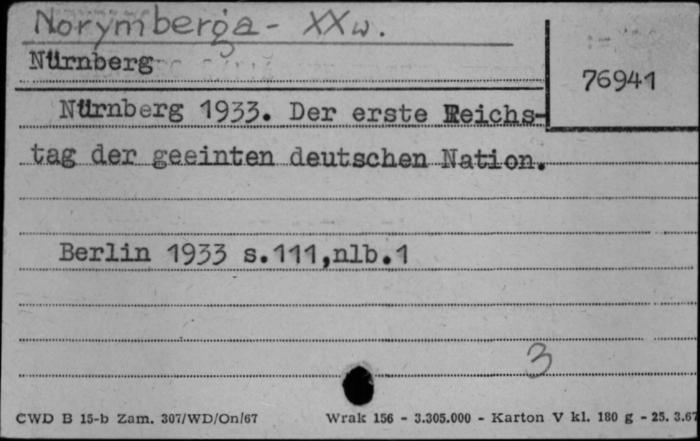 Norymberga - XX w.
Nürnberg
76941
Nürnberg 1933. Der erste Reichs-
tag der geeinten deutschen Nation.
Berlin 1933 s.111,nlb.1
3
CWD B 15-b Zam. 307/WD/On/67 Wrak 156 - 3.305.000 - Karton V kl. 180 g - 25. 3.67